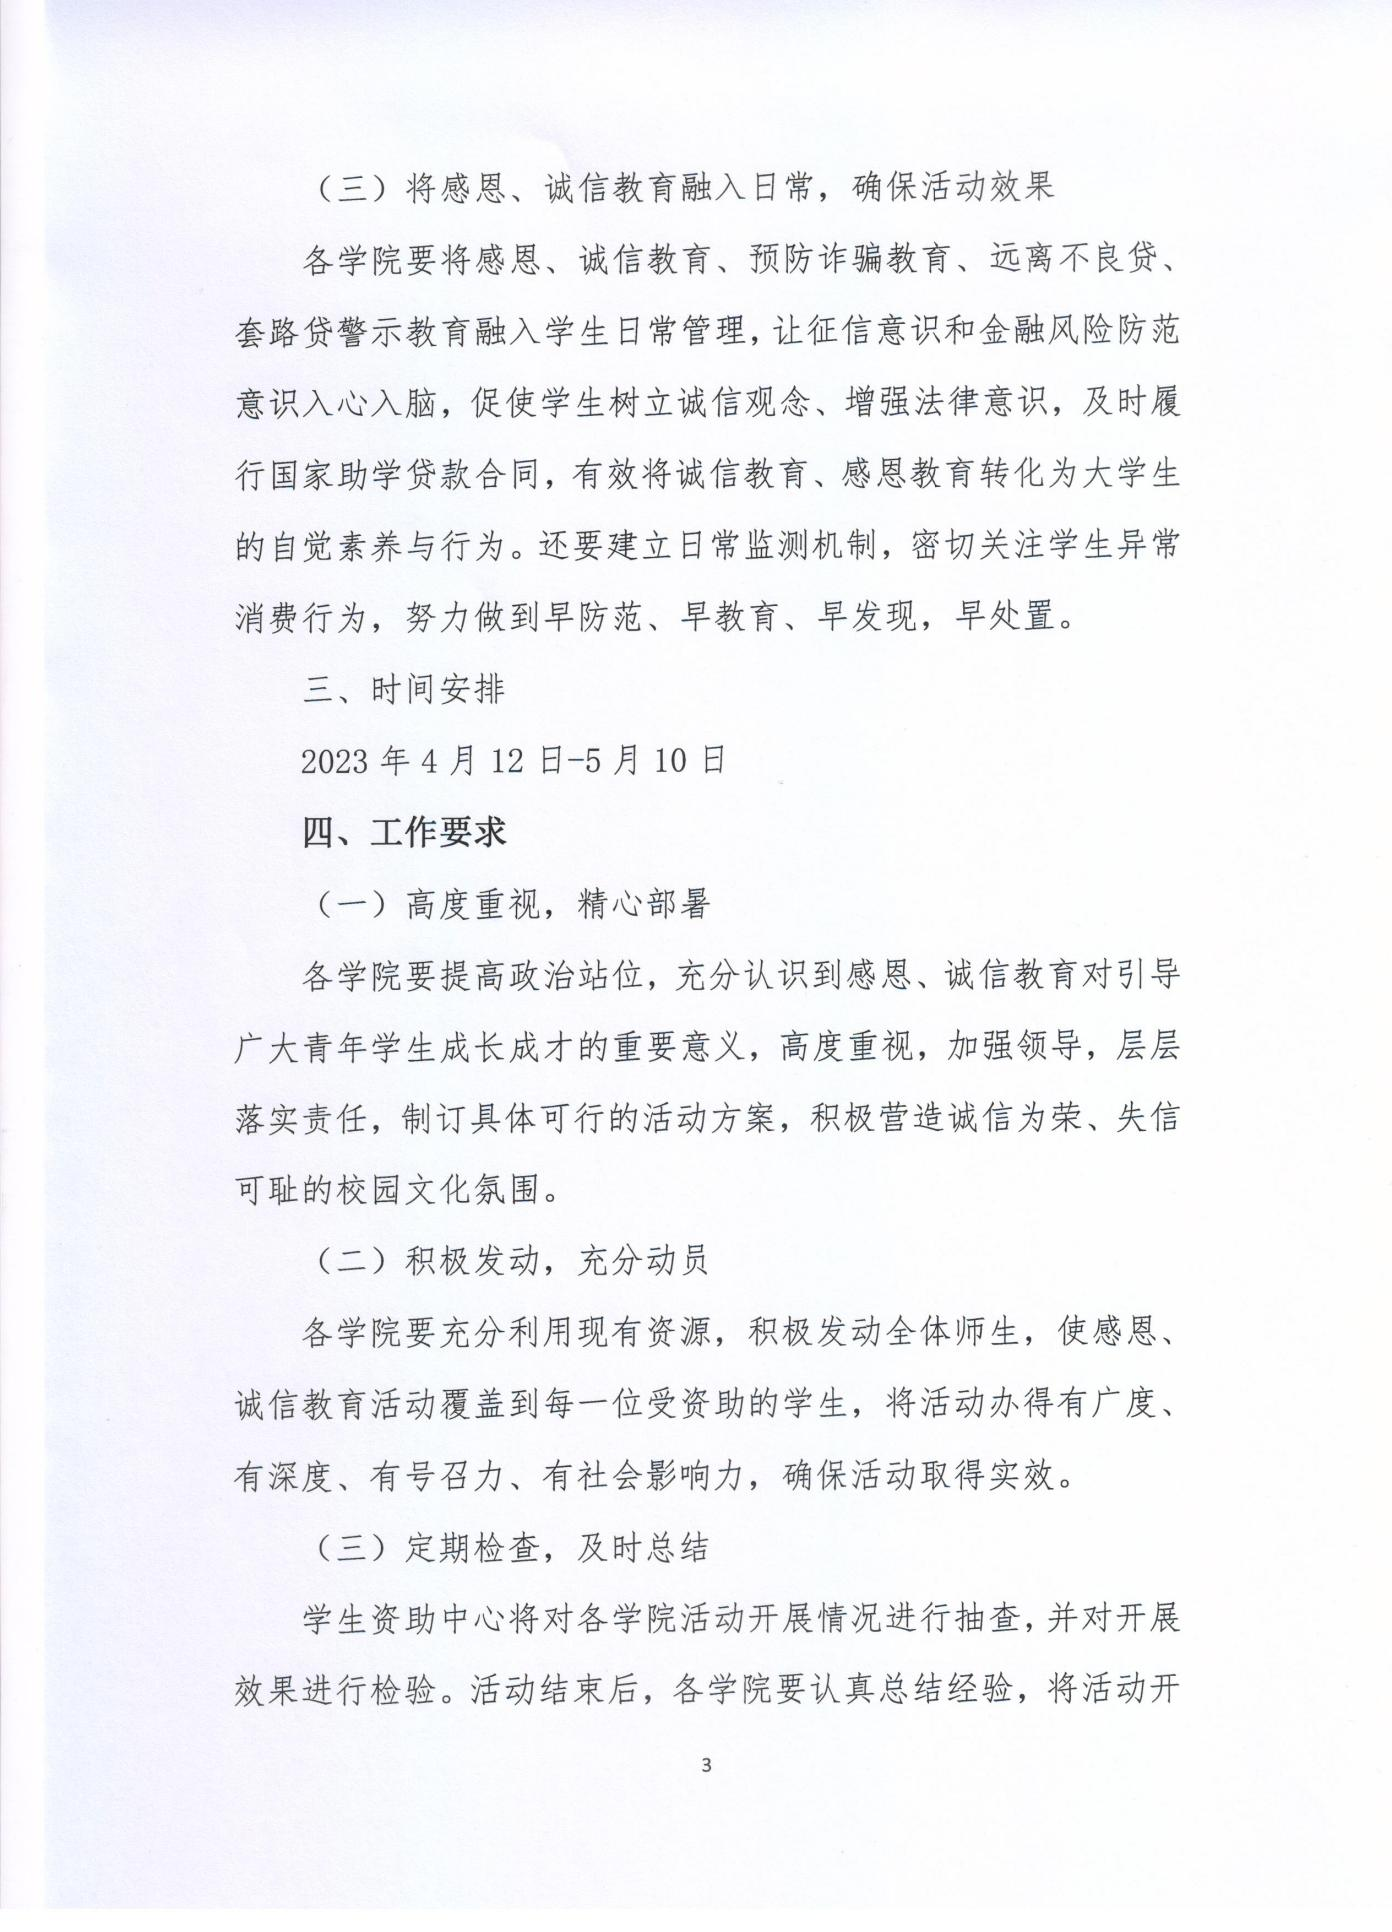 （三）将感恩、诚信教育融入日常，确保活动效果
各学院要将感恩、诚信教育、预防诈骗教育、远离不良贷、
套路贷警示教育融入学生日常管理，让征信意识和金融风险防范
意识入心入脑，促使学生树立诚信观念、增强法律意识，及时履
行国家助学贷款合同，有效将诚信教育、感恩教育转化为大学生
的自觉素养与行为。还要建立日常监测机制，密切关注学生异常
消费行为，努力做到早防范、早教育、早发现，早处置。
三、时间安排
2023 年 4 月 12 日-5 月 10 日
四、工作要求
（一）高度重视，精心部暑
各学院要提高政治站位，充分认识到感恩、诚信教育对引导
广大青年学生成长成才的重要意义，高度重视，加强领导，层层
落实责任，制订具体可行的活动方案，积极营造诚信为荣、失信
可耻的校园文化氛围。
（二）积极发动，充分动员
各学院要充分利用现有资源，积极发动全体师生，使感恩、
诚信教育活动覆盖到每一位受资助的学生，将活动办得有广度、
有深度、有号召力、有社会影响力，确保活动取得实效。
（三）定期检查，及时总结
学生资助中心将对各学院活动开展情况进行抽查，并对开展
效果进行检验。活动结束后，各学院要认真总结经验，将活动开
3